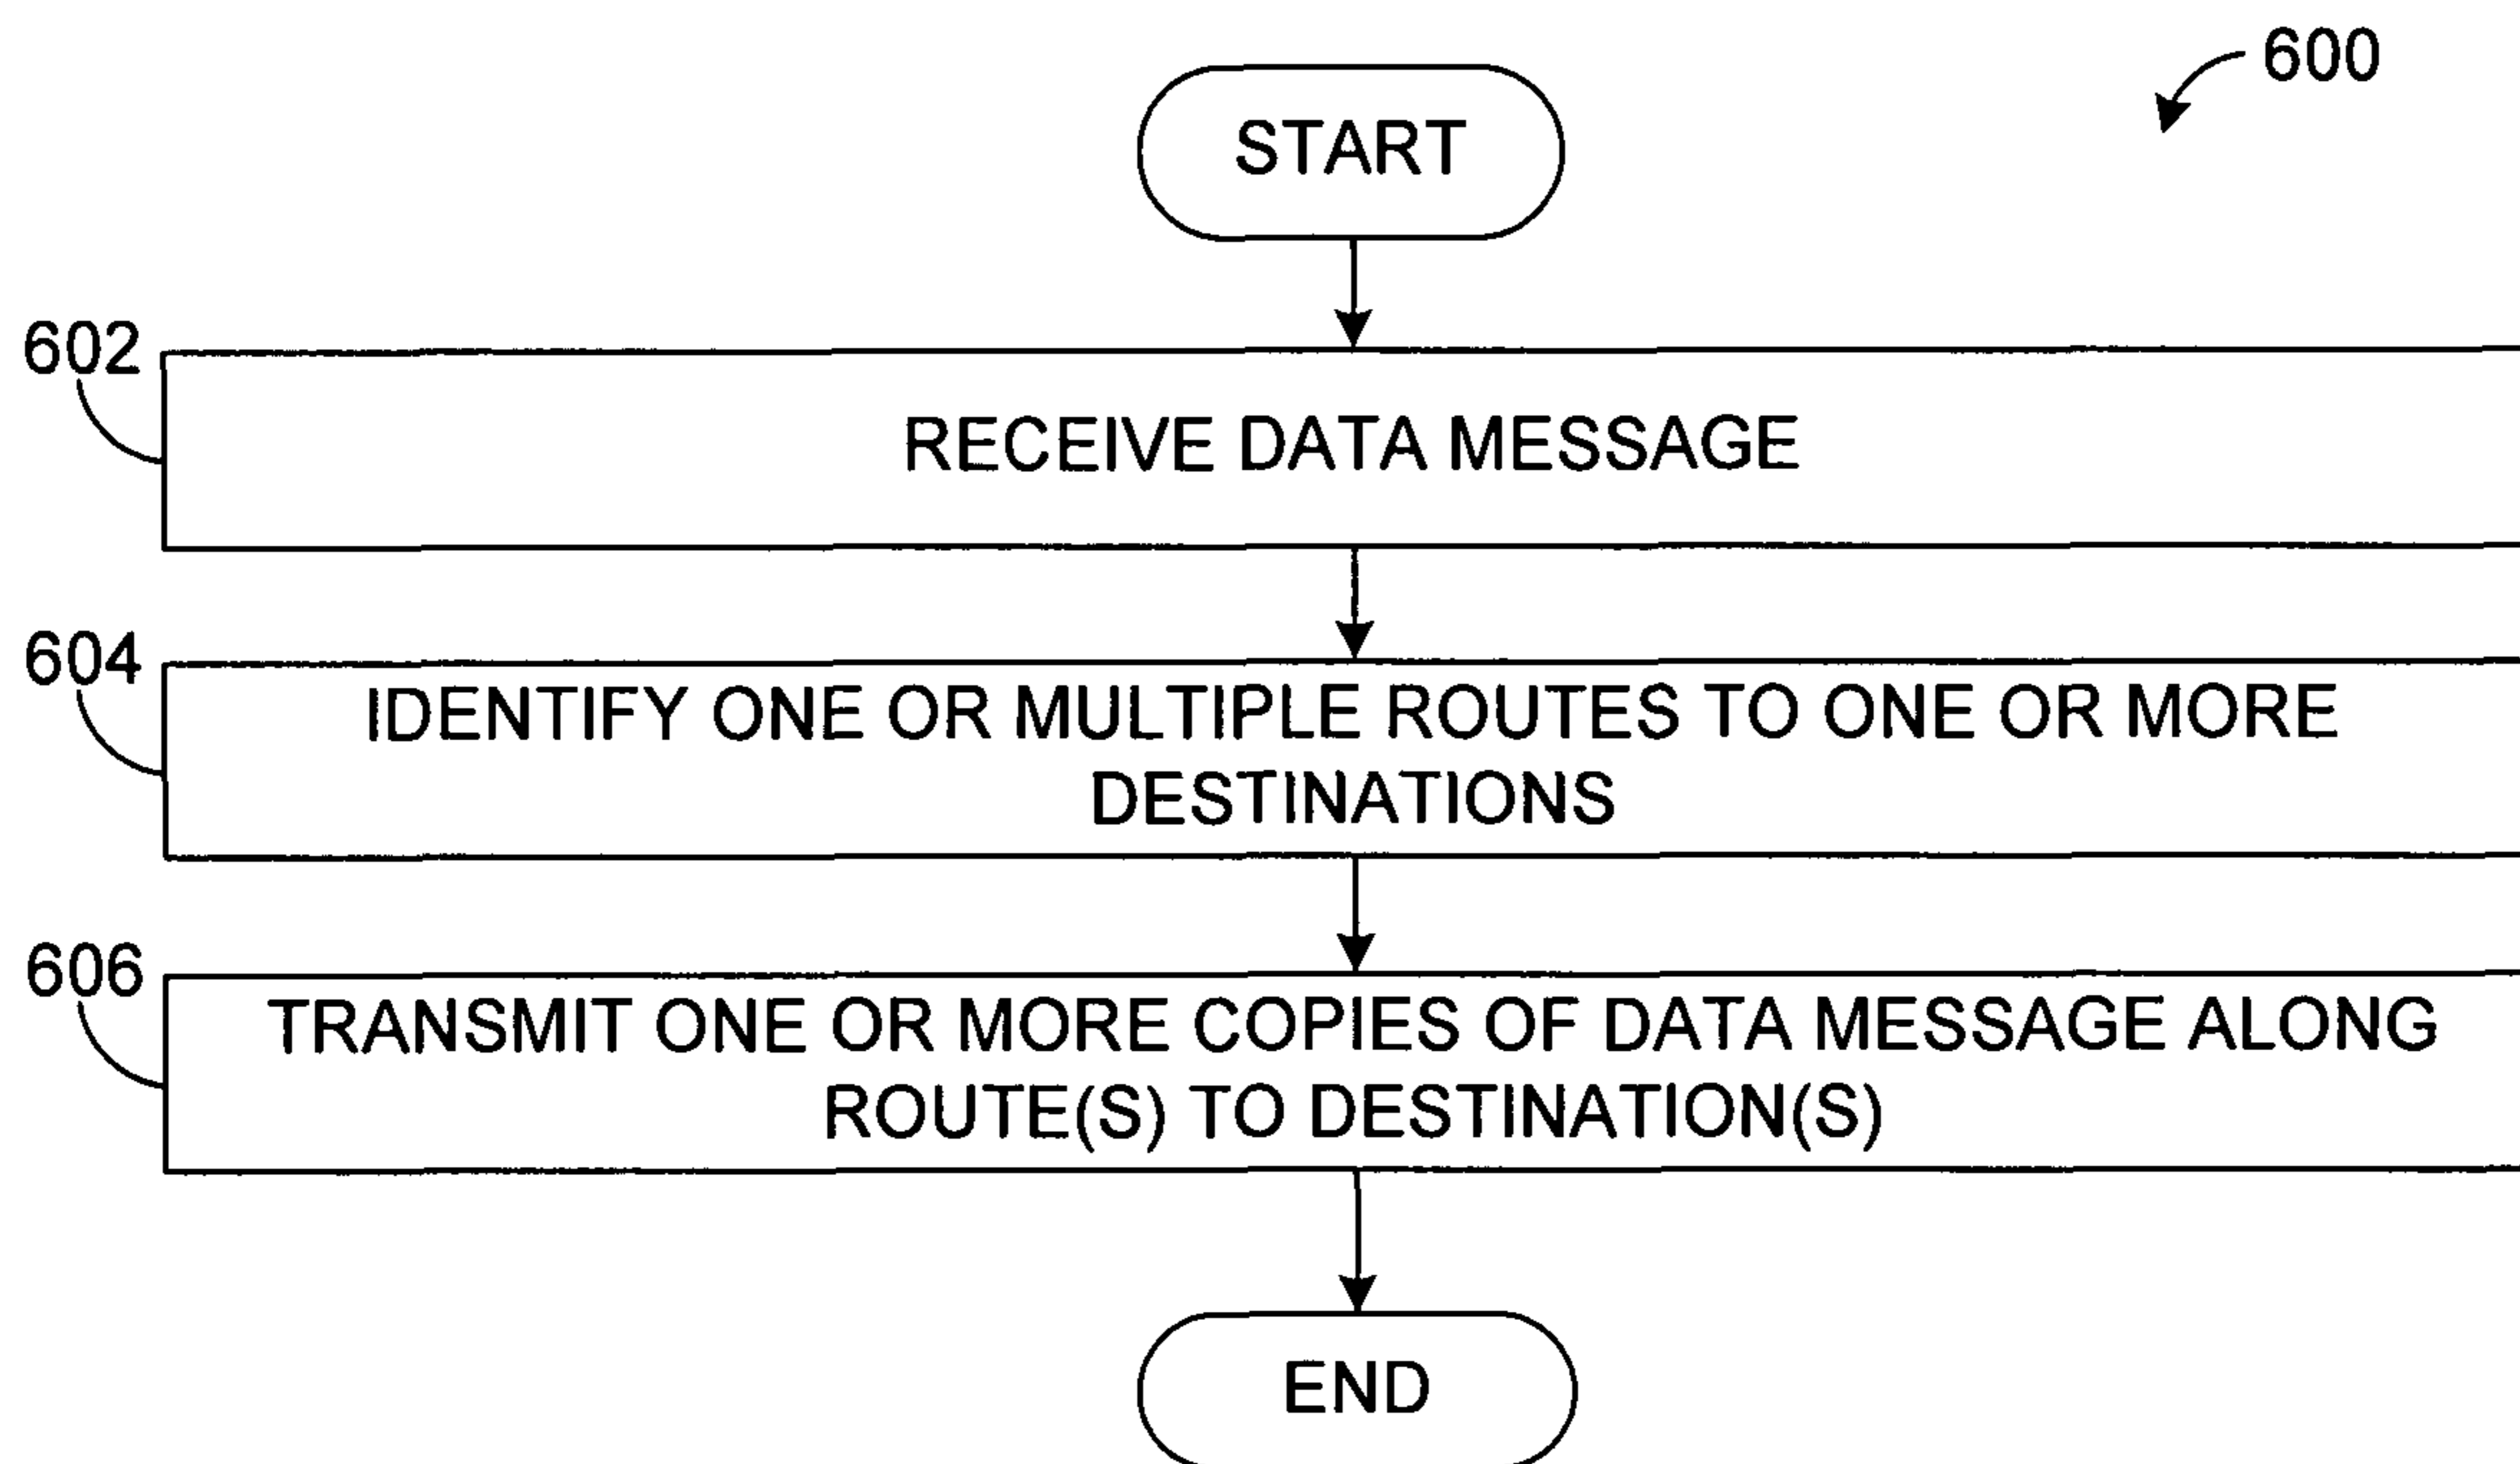 600
START
602
RECEIVE DATA MESSAGE
604
IDENTIFY ONE OR MULTIPLE ROUTES TO ONE OR MORE
DESTINATIONS
606
TRANSMIT ONE OR MORE COPIES OF DATA MESSAGE ALONG
ROUTE(S) TO DESTINATION(S)
END